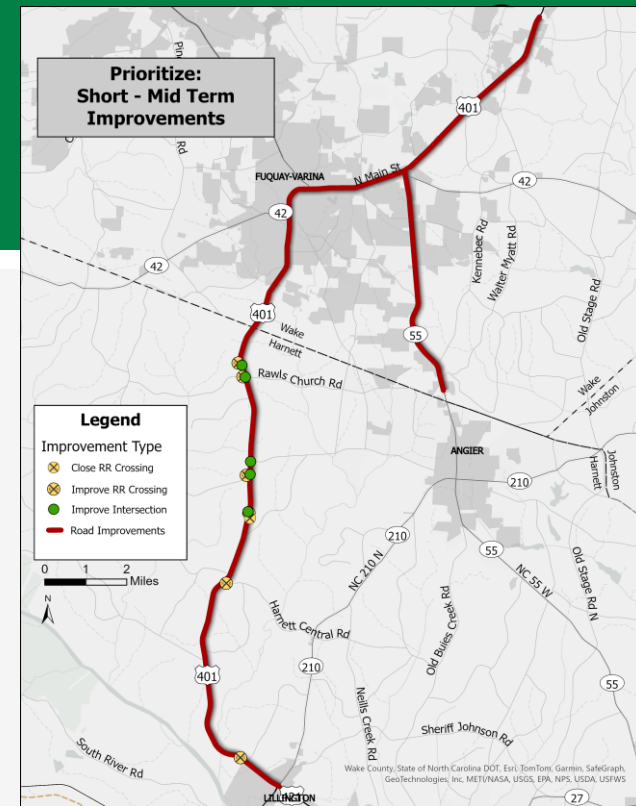 Prioritize:
Short - Mid Term
Improvements
401
N Main St
FUQUAY-VARINA
42
42
42
Kennebec Rd
Walter Myatt Rd
Old Stage Rd
401
Wake
Harnett
55
Rawls Church Rd
Wake
Johnston
Legend
Improvement Type
Close RR Crossing
Improve RR Crossing
Improve Intersection
Road Improvements
ANGIER
Johnston
Harnett
210
210
0 1 2
Miles
N
NC 210 N
55
NC 55 W
Old Stage Rd N
Harnett Central Rd
Old Buies Creek Rd
401
210
55
Neills Creek Rd
Sheriff Johnson Rd
South River Rd
Wake County, State of North Carolina DOT, Esri, TomTom, Garmin, SafeGraph,
GeoTechnologies, Inc, METI/NASA, USGS, EPA, NPS, USDA, USFWS
LILLINGTON
27